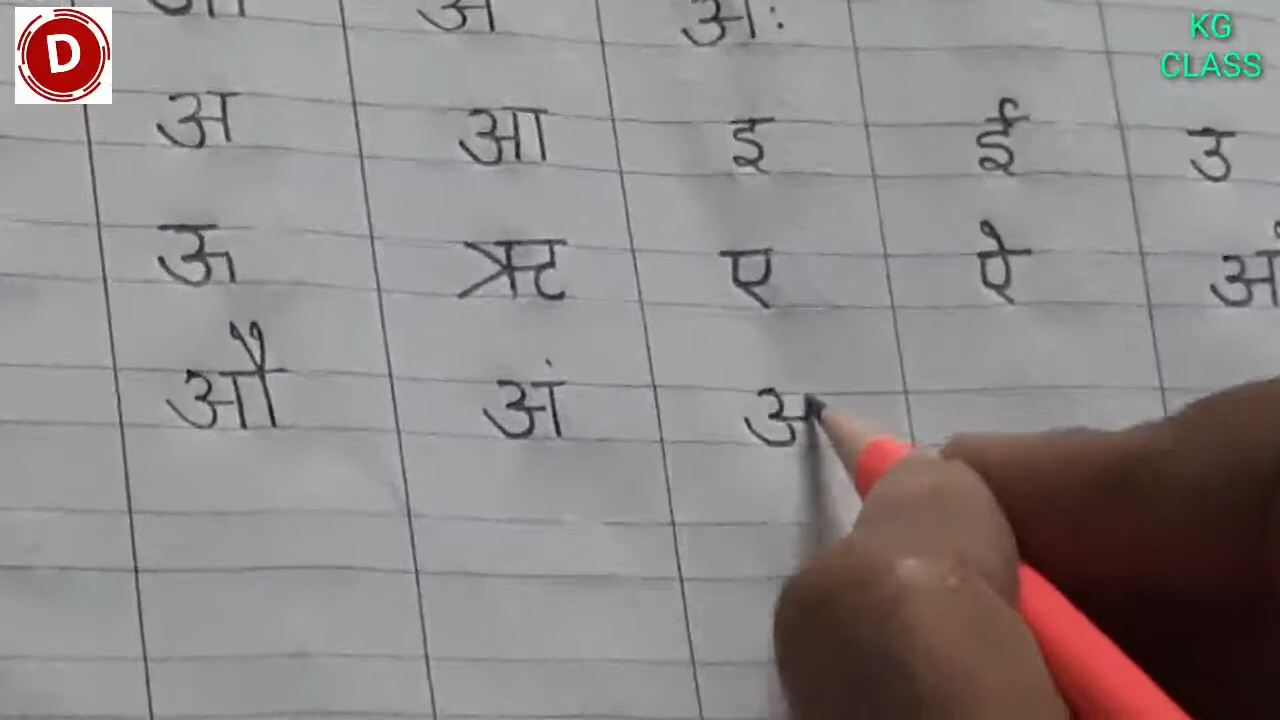 D
KG
CLASS
अः
अ आ इ ई उ
ऊ ऋ ए ऐ
औ अं अ